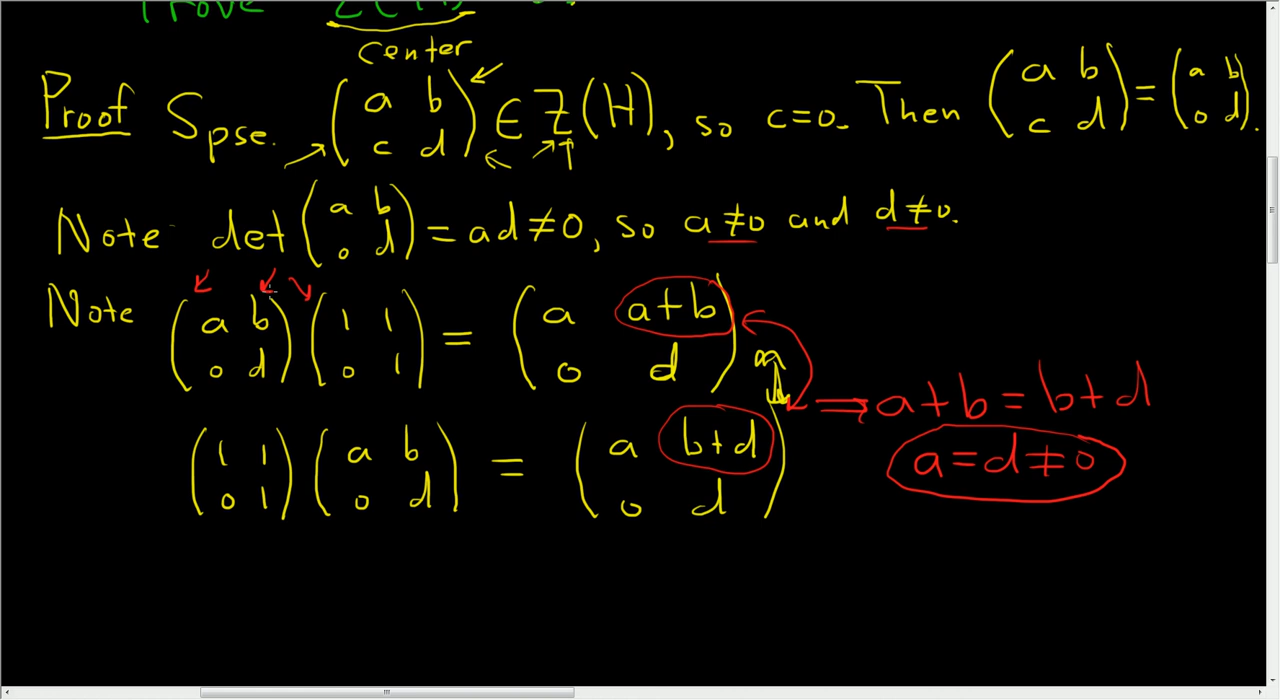 Prove Z(H)
center
Proof Spse. (a b; c d) ∈ Z(H), so c=0. Then (a b; c d) = (a b; 0 d).
Note det (a b; 0 d) = ad ≠ 0, so a ≠ 0 and d ≠ 0.
Note (a b; 0 d)(1 1; 0 1) = (a a+b; 0 d)
⟹ a+b = b+d
(1 1; 0 1)(a b; 0 d) = (a b+d; 0 d)
a = d ≠ 0